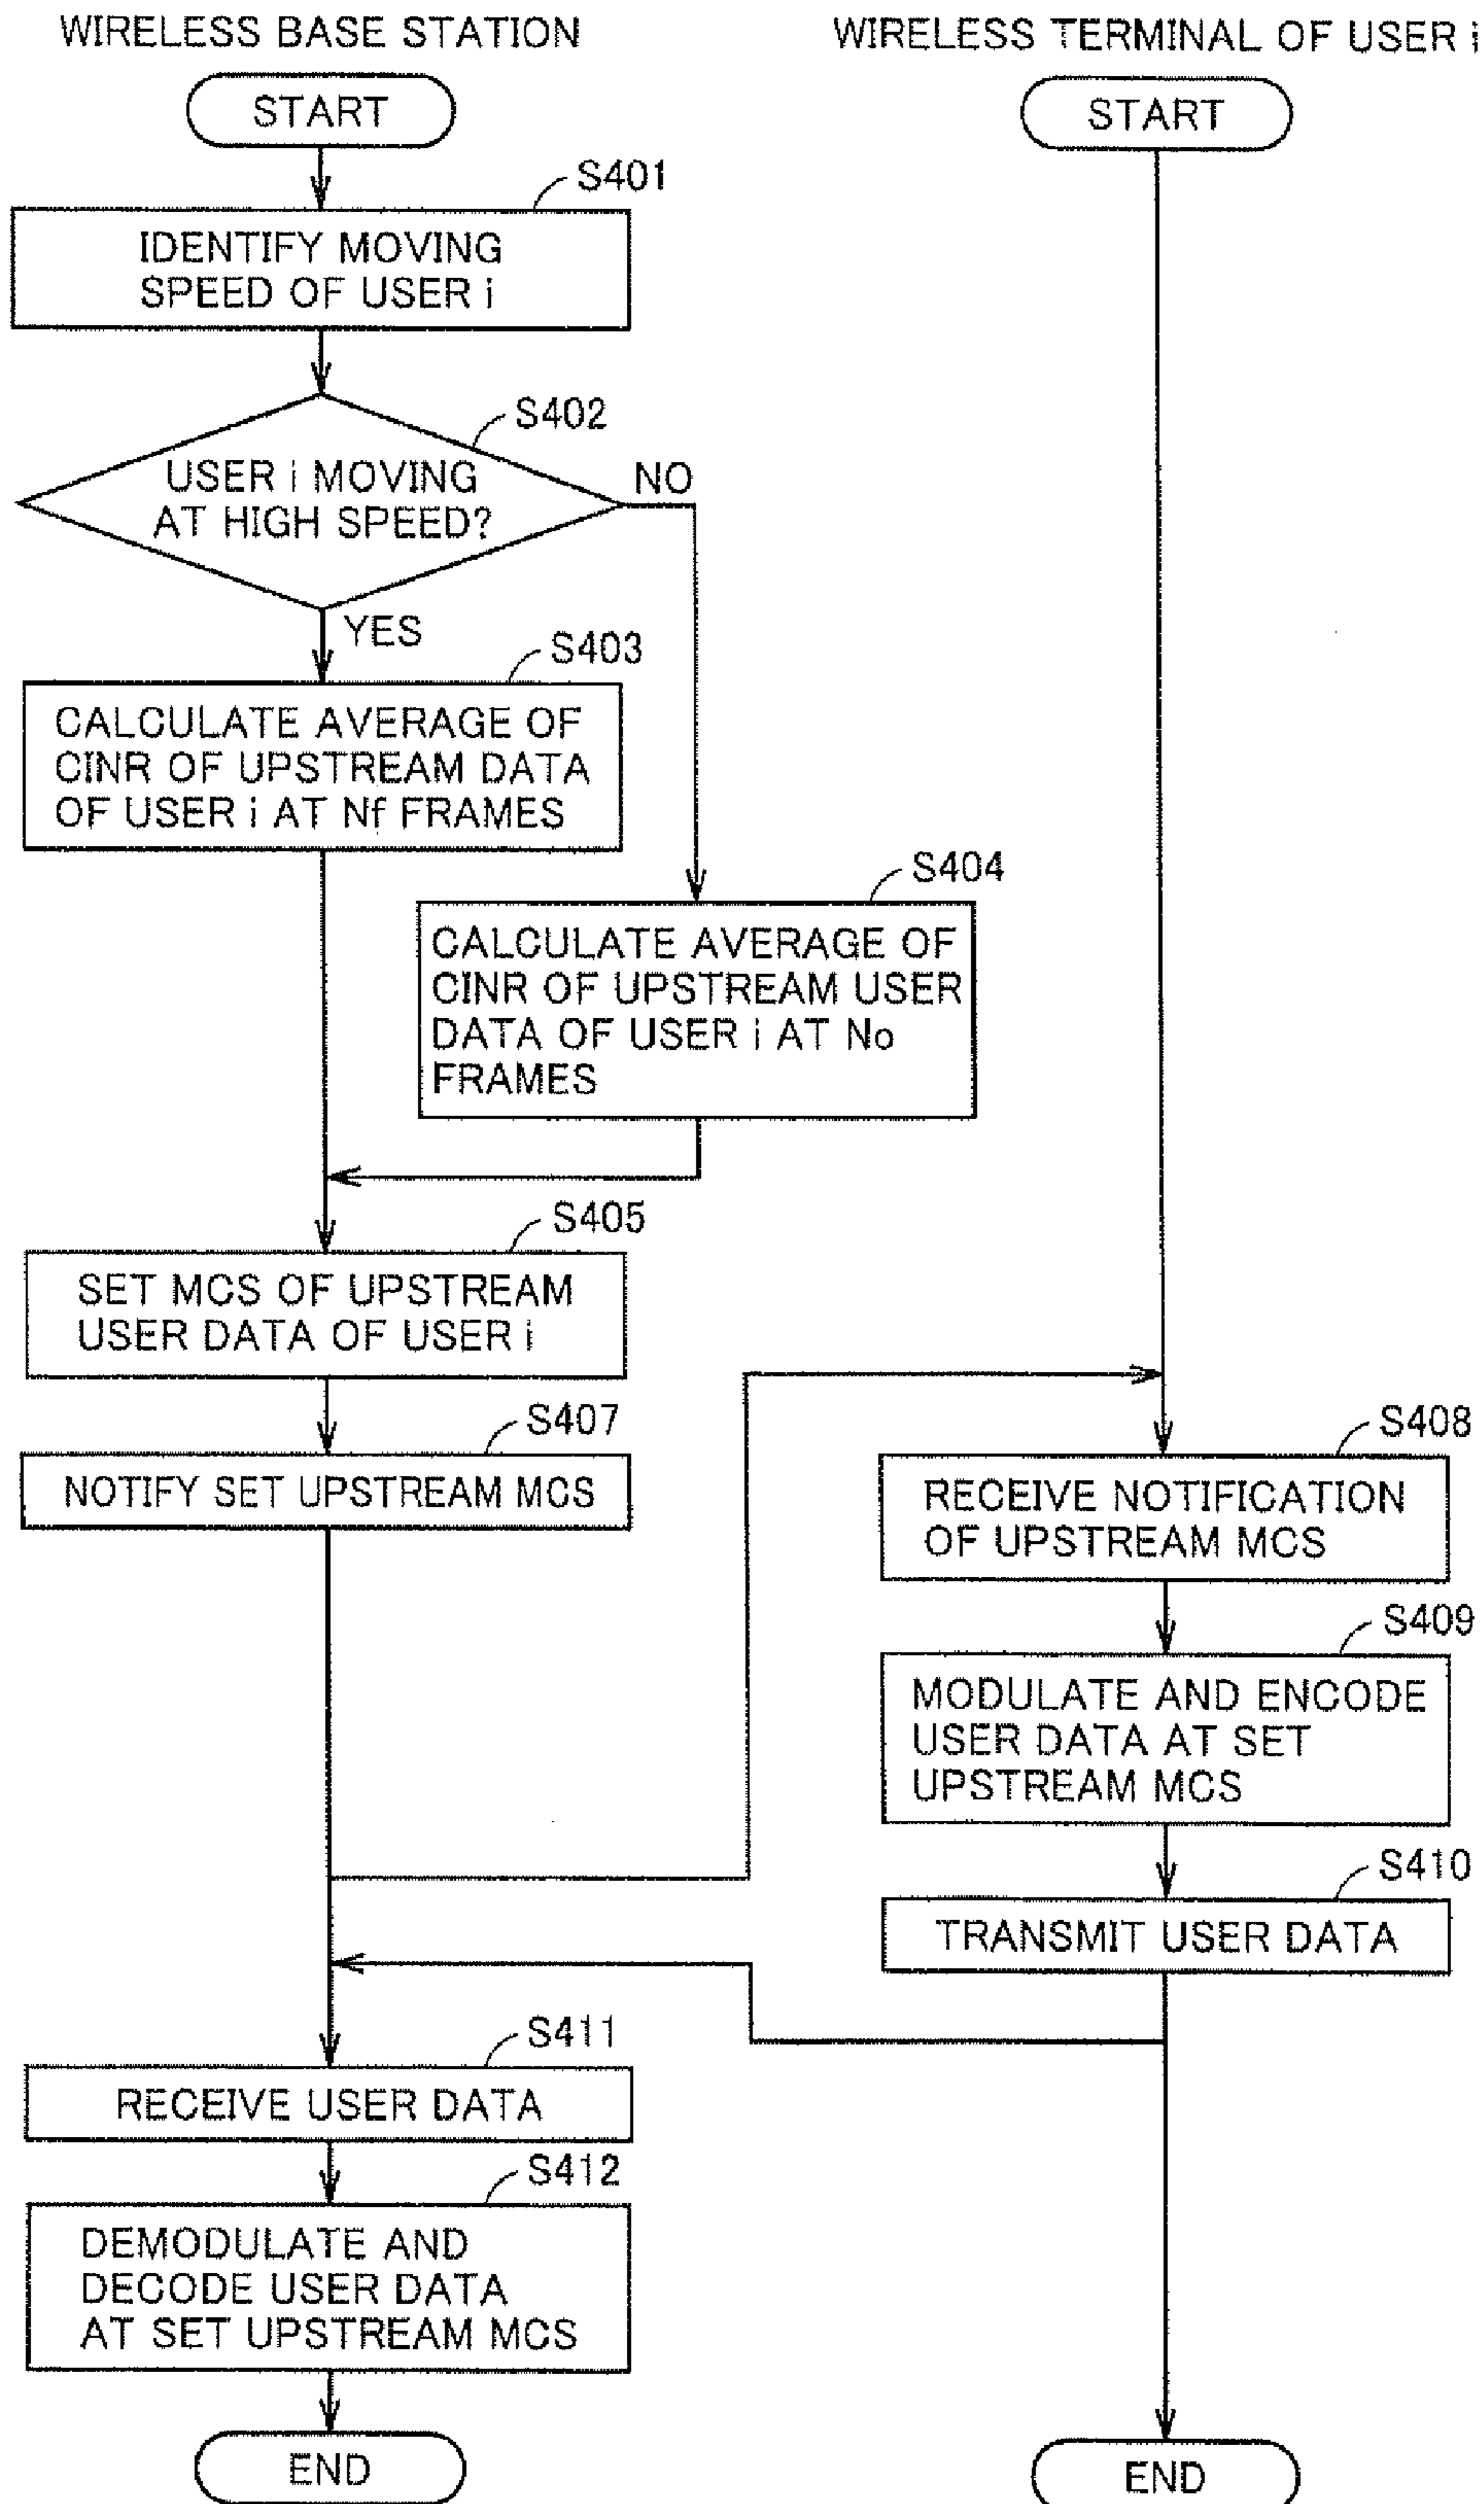 WIRELESS BASE STATION
START
S401
IDENTIFY MOVING
SPEED OF USER i
S402
USER i MOVING
AT HIGH SPEED?
NO
YES
S403
CALCULATE AVERAGE OF
CINR OF UPSTREAM DATA
OF USER i AT Nf FRAMES
S404
CALCULATE AVERAGE OF
CINR OF UPSTREAM USER
DATA OF USER i AT No
FRAMES
S405
SET MCS OF UPSTREAM
USER DATA OF USER i
S407
NOTIFY SET UPSTREAM MCS
S411
RECEIVE USER DATA
S412
DEMODULATE AND
DECODE USER DATA
AT SET UPSTREAM MCS
END
WIRELESS TERMINAL OF USER i
START
S408
RECEIVE NOTIFICATION
OF UPSTREAM MCS
S409
MODULATE AND ENCODE
USER DATA AT SET
UPSTREAM MCS
S410
TRANSMIT USER DATA
END